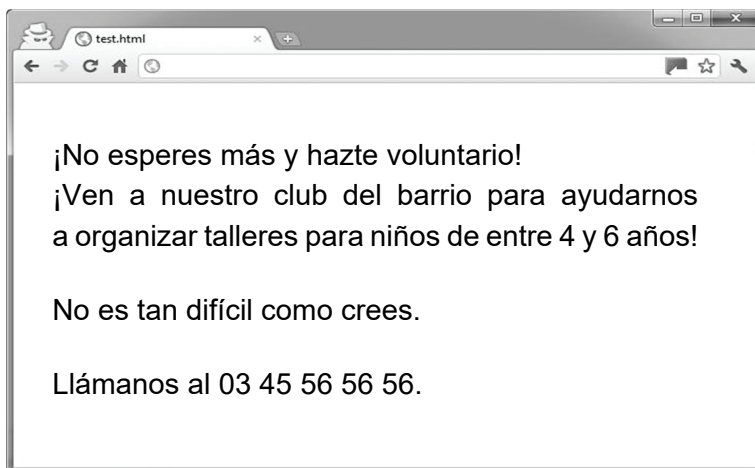 test.html
¡No esperes más y hazte voluntario!
¡Ven a nuestro club del barrio para ayudarnos
a organizar talleres para niños de entre 4 y 6 años!
No es tan difícil como crees.
Llámanos al 03 45 56 56 56.